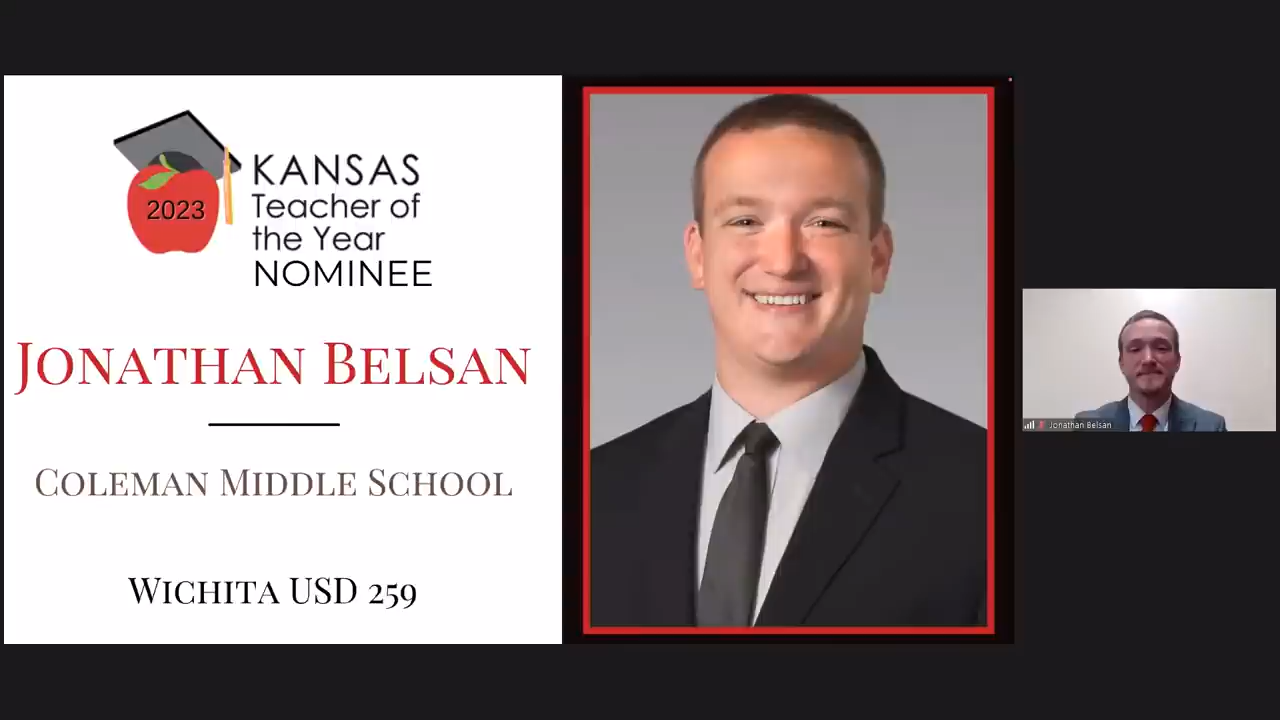 2023
KANSAS
Teacher of
the Year
NOMINEE
JONATHAN BELSAN
COLEMAN MIDDLE SCHOOL
WICHITA USD 259
Jonathan Belsan